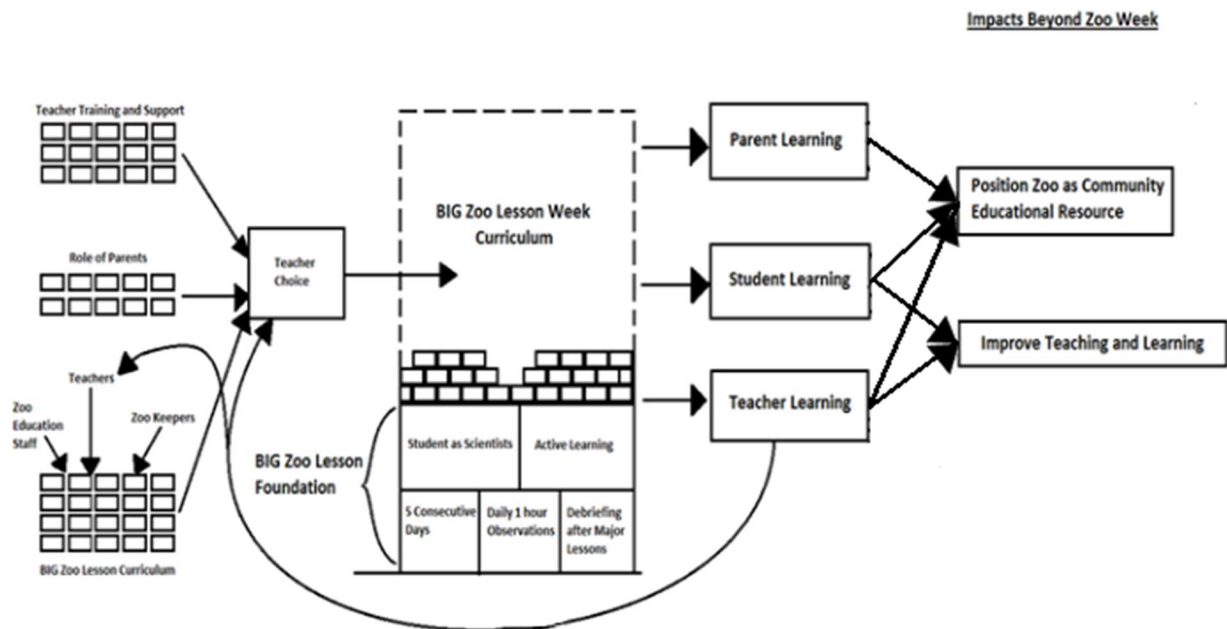 Impacts Beyond Zoo Week
Teacher Training and Support
Role of Parents
Teachers
Zoo
Education
Staff
Zoo Keepers
BIG Zoo Lesson Curriculum
Teacher
Choice
BIG Zoo Lesson Week
Curriculum
BIG Zoo Lesson
Foundation
Student as Scientists
Active Learning
5 Consecutive
Days
Daily 1 hour
Observations
Debriefing
after Major
Lessons
Parent Learning
Student Learning
Teacher Learning
Position Zoo as Community
Educational Resource
Improve Teaching and Learning